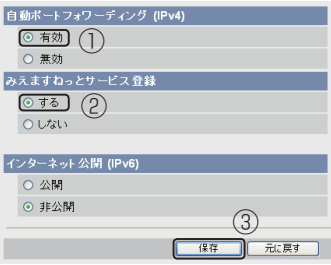 自動ポートフォワーディング (IPv4)
有効 ①
無効
みえますねっとサービス登録
する ②
しない
インターネット公開 (IPv6)
公開
非公開
③
保存 元に戻す